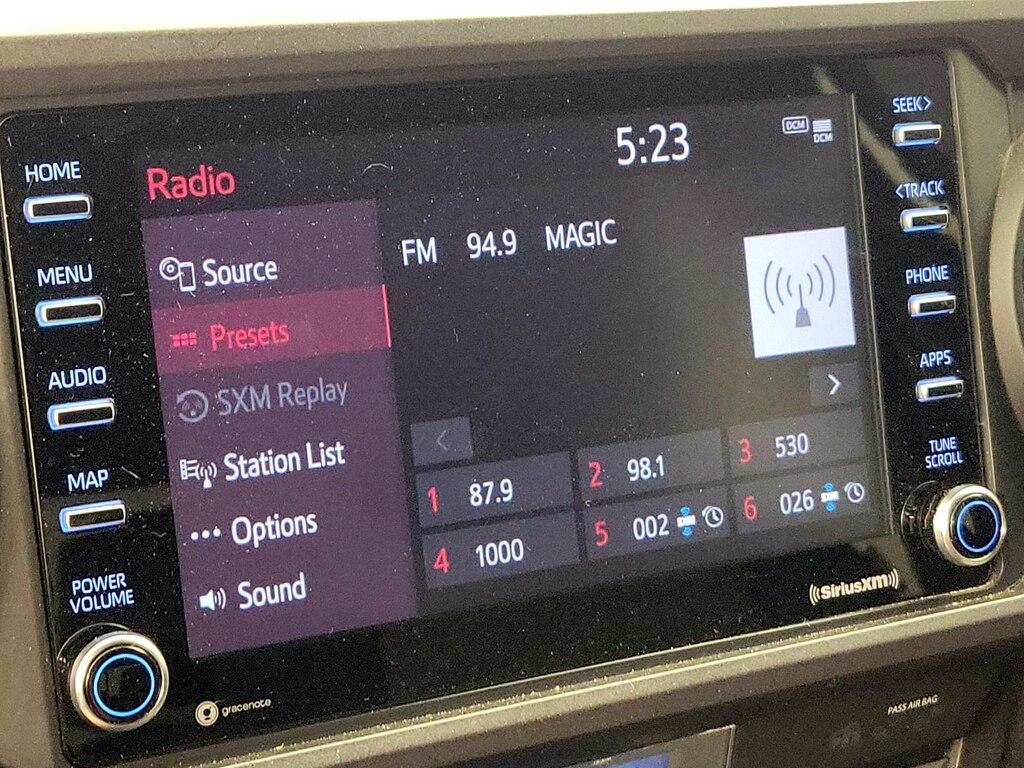 HOME
MENU
AUDIO
MAP
POWER
VOLUME
Radio
5:23
DCM
DCM
Source
Presets
SXM Replay
Station List
Options
Sound
FM 94.9 MAGIC
<
>
1 87.9
2 98.1
3 530
4 1000
5 002 SXM
6 026 SXM
gracenote
((SiriusXM))
SEEK>
<TRACK
PHONE
APPS
TUNE
SCROLL
PASS AIR BAG